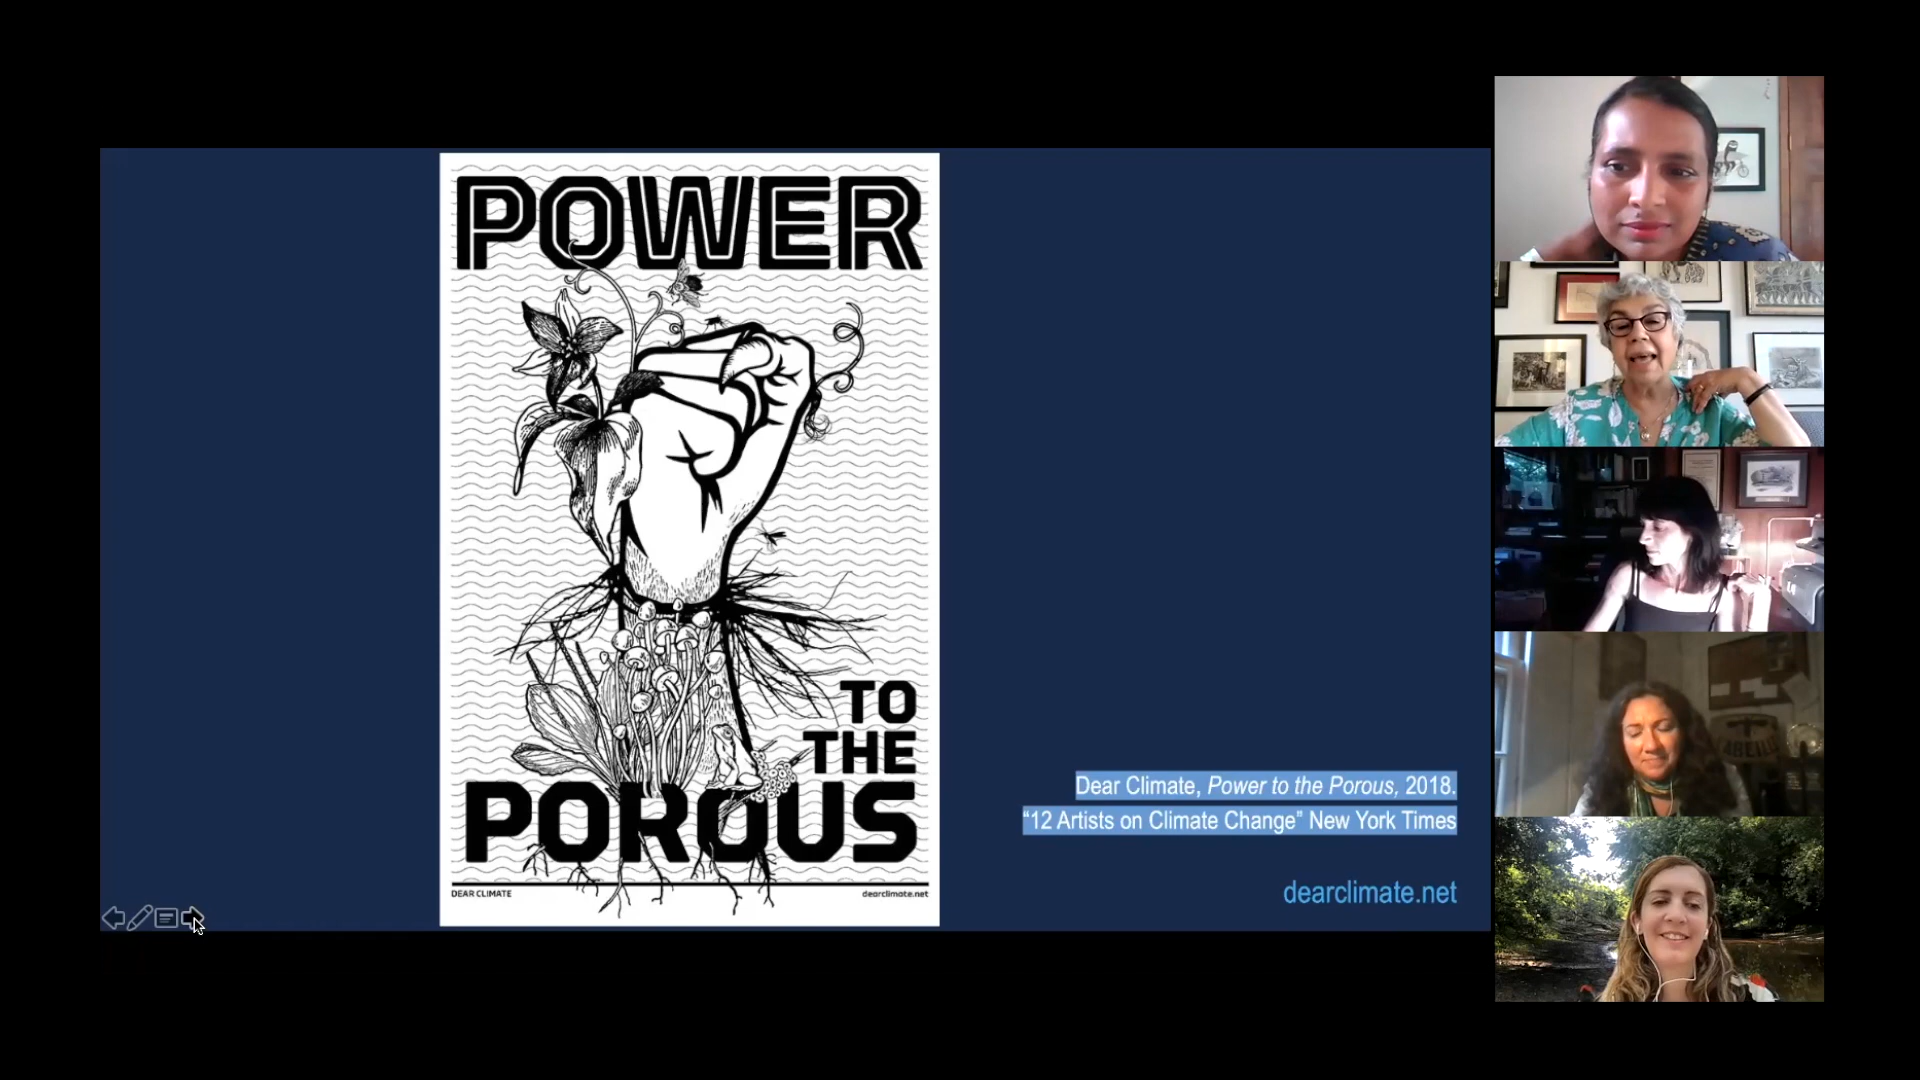 POWER
TO
THE
POROUS
DEAR CLIMATE
dearclimate.net
Dear Climate, Power to the Porous, 2018.
“12 Artists on Climate Change” New York Times
dearclimate.net